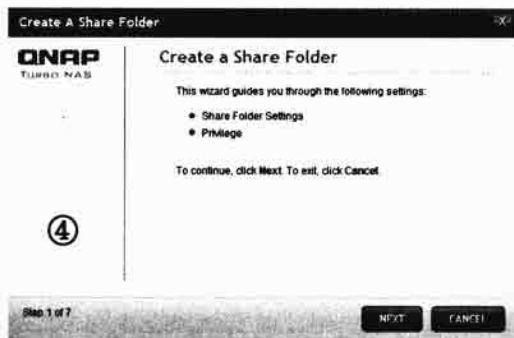 Create A Share Folder
X
QNAP
TURBO NAS
Create a Share Folder
This wizard guides you through the following settings:
● Share Folder Settings
● Privilege
To continue, click Next. To exit, click Cancel.
④
Step 1 of 7
NEXT
CANCEL